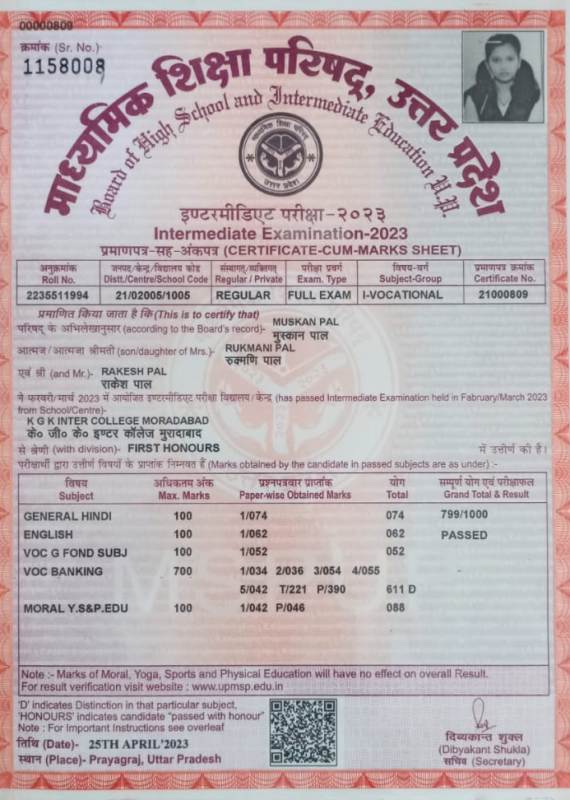 00000809
क्रमांक (Sr. No.)
1158008
माध्यमिक शिक्षा परिषद्, उत्तर प्रदेश
Board of High School and Intermediate Education U.P.
माध्यमिक शिक्षा परिषद्
उत्तर प्रदेश
इण्टरमीडिएट परीक्षा-२०२३
Intermediate Examination-2023
प्रमाणपत्र-सह-अंकपत्र (CERTIFICATE-CUM-MARKS SHEET)
अनुक्रमांक जनपद/केन्द्र/विद्यालय कोड संस्थागत/व्यक्तिगत परीक्षा प्रवर्ग विषय-वर्ग प्रमाणपत्र क्रमांक
Roll No. Distt./Centre/School Code Regular / Private Exam. Type Subject-Group Certificate No.
2235511994 21/02005/1005 REGULAR FULL EXAM I-VOCATIONAL 21000809
प्रमाणित किया जाता है कि (This is to certify that)
परिषद् के अभिलेखानुसार (according to the Board's record)- MUSKAN PAL
मुस्कान पाल
आत्मज/आत्मजा श्रीमती (son/daughter of Mrs.)- RUKMANI PAL
रुक्मणि पाल
एवं श्री (and Mr.)- RAKESH PAL
राकेश पाल
ने फरवरी/मार्च 2023 में आयोजित इण्टरमीडिएट परीक्षा विद्यालय/केन्द्र (has passed Intermediate Examination held in Fabruary/March 2023
from School/Centre)-
K G K INTER COLLEGE MORADABAD
के० जी० के० इण्टर कॉलेज मुरादाबाद
से श्रेणी (with division)- FIRST HONOURS में उत्तीर्ण की है।
परीक्षार्थी द्वारा उत्तीर्ण विषयों के प्राप्तांक निम्नवत हैं (Marks obtained by the candidate in passed subjects are as under) :-
विषय अधिकतम अंक प्रश्नपत्रवार प्राप्तांक योग सम्पूर्ण योग एवं परीक्षाफल
Subject Max. Marks Paper-wise Obtained Marks Total Grand Total & Result
GENERAL HINDI 100 1/074 074 799/1000
ENGLISH 100 1/062 062 PASSED
VOC G FOND SUBJ 100 1/052 052
VOC BANKING 700 1/034 2/036 3/054 4/055
5/042 T/221 P/390 611 D
MORAL Y.S&P.EDU 100 1/042 P/046 088
Note :- Marks of Moral, Yoga, Sports and Physical Education will have no effect on overall Result.
For result verification visit website : www.upmsp.edu.in
'D' indicates Distinction in that particular subject,
'HONOURS' indicates candidate "passed with honour"
Note : For Important Instructions see overleaf
तिथि (Date)- 25TH APRIL'2023
स्थान (Place)- Prayagraj, Uttar Pradesh
दिव्यकान्त शुक्ल
(Dibyakant Shukla)
सचिव (Secretary)